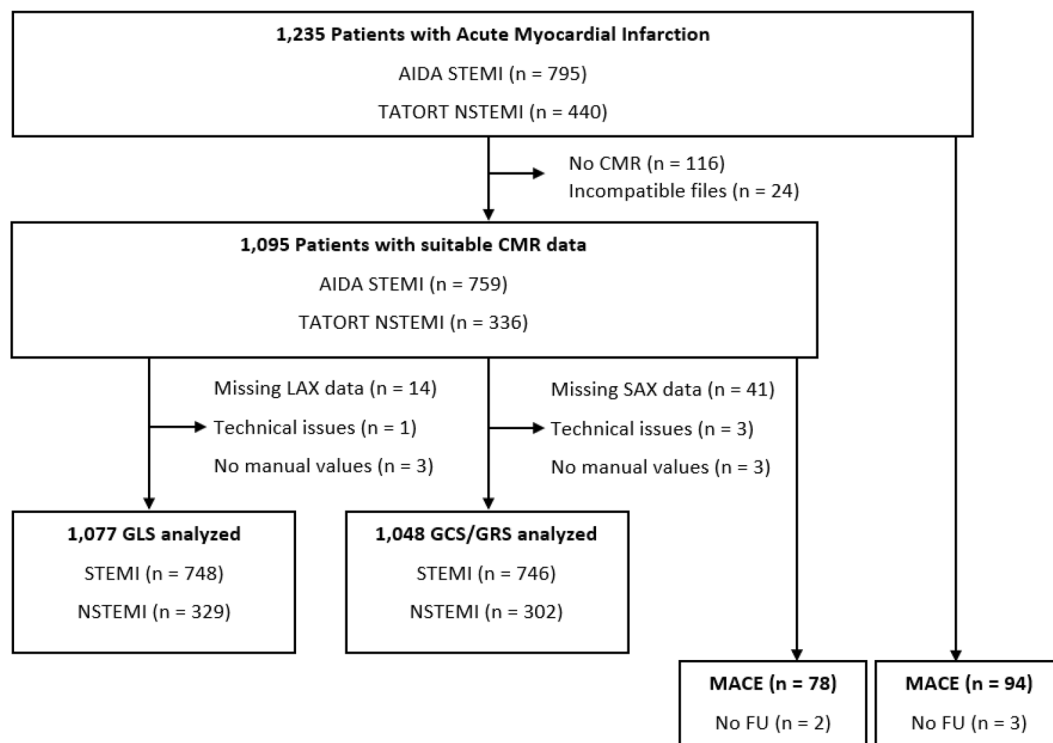 1,235 Patients with Acute Myocardial Infarction
AIDA STEMI (n = 795)
TATORT NSTEMI (n = 440)
No CMR (n = 116)
Incompatible files (n = 24)
1,095 Patients with suitable CMR data
AIDA STEMI (n = 759)
TATORT NSTEMI (n = 336)
Missing LAX data (n = 14)
Technical issues (n = 1)
No manual values (n = 3)
Missing SAX data (n = 41)
Technical issues (n = 3)
No manual values (n = 3)
1,077 GLS analyzed
STEMI (n = 748)
NSTEMI (n = 329)
1,048 GCS/GRS analyzed
STEMI (n = 746)
NSTEMI (n = 302)
MACE (n = 78)
No FU (n = 2)
MACE (n = 94)
No FU (n = 3)